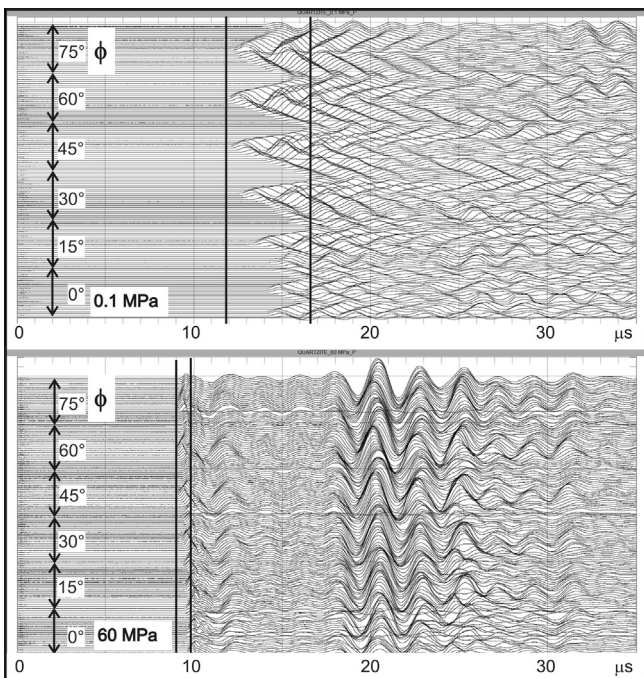 QUARTZITE_0.1 MPA_P
75° ϕ
60°
45°
30°
15°
0° 0.1 MPa
0 10 20 30 μs
QUARTZITE_60 MPA_P
75° ϕ
60°
45°
30°
15°
0° 60 MPa
0 10 20 30 μs